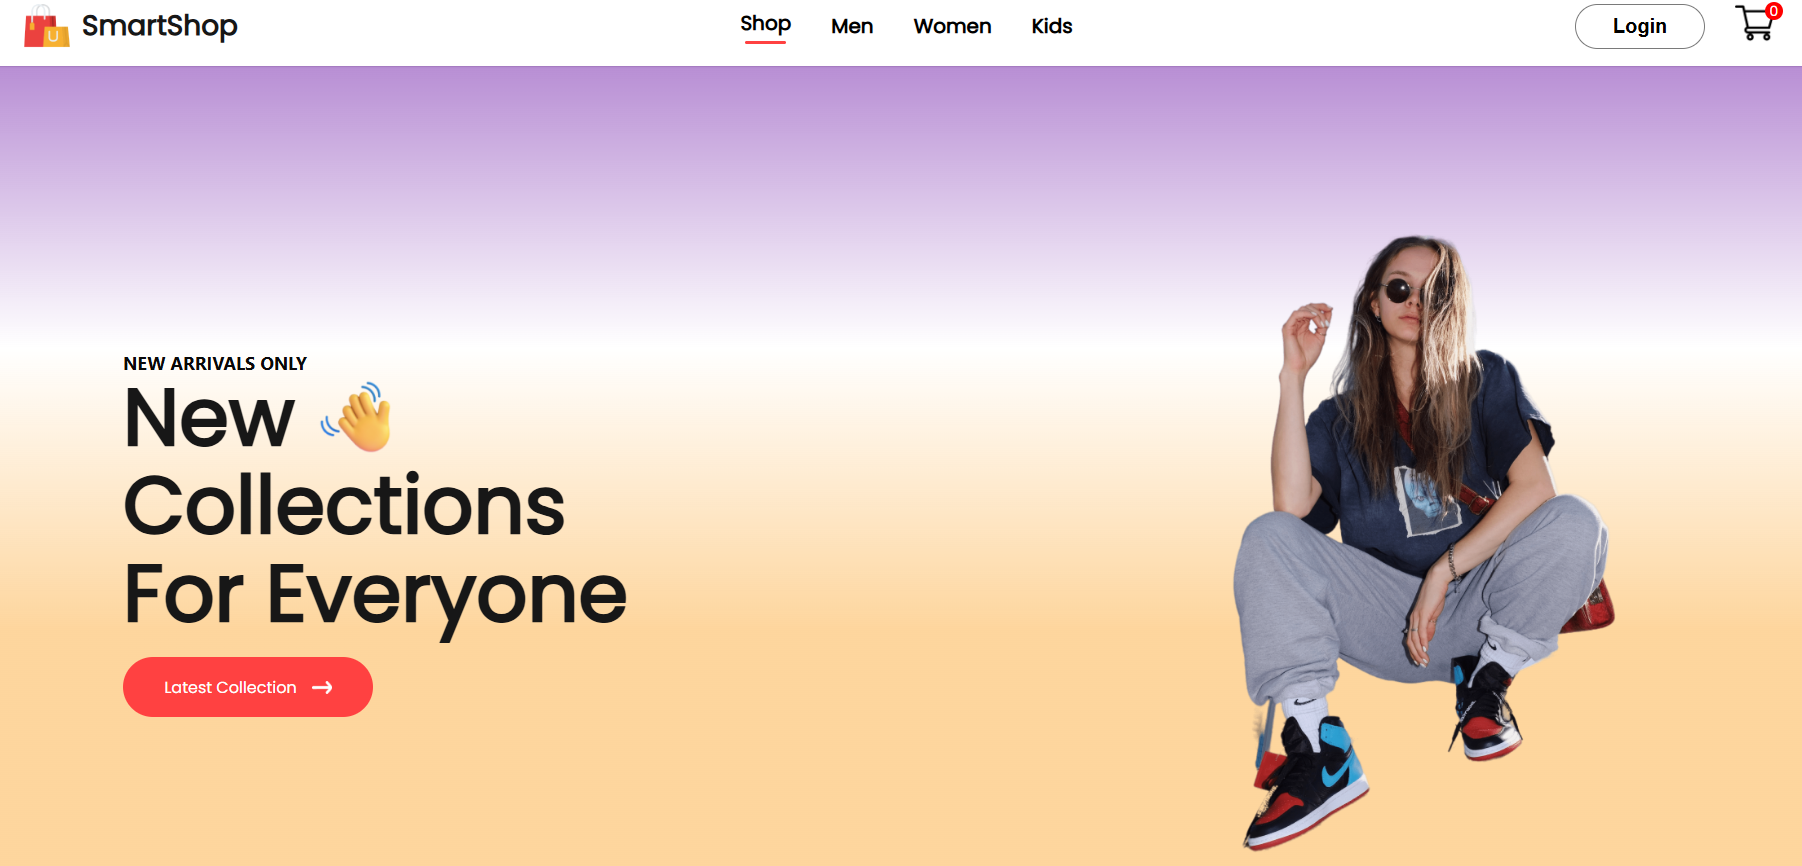 SmartShop
Shop Men Women Kids
Login
0
NEW ARRIVALS ONLY
New 👋
Collections
For Everyone
Latest Collection →